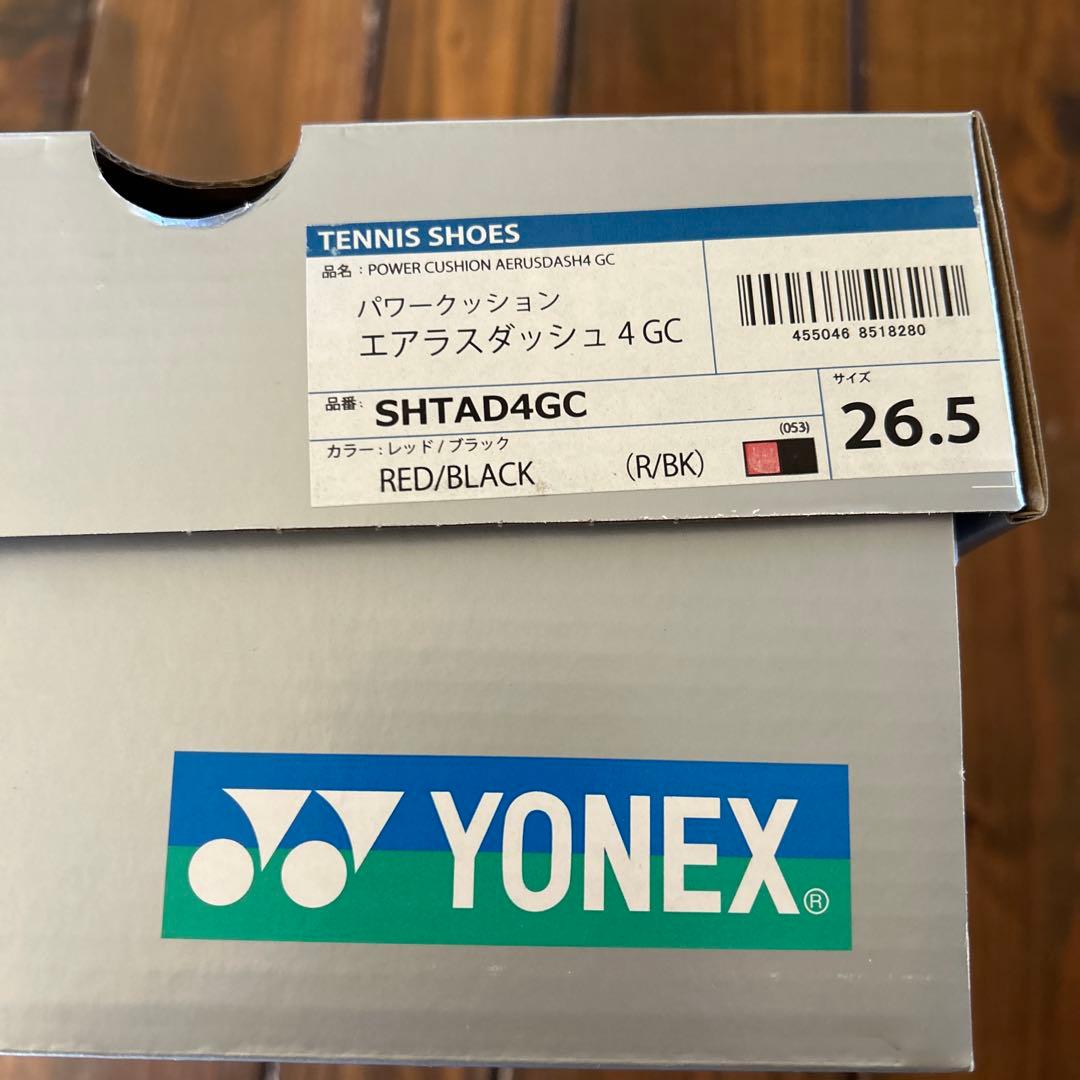 TENNIS SHOES
品名：POWER CUSHION AERUSDASH4 GC
パワークッション
エアラスダッシュ 4 GC
455046 8518280
品番: SHTAD4GC
サイズ
26.5
カラー : レッド / ブラック
(053)
RED/BLACK (R/BK)
YONEX®